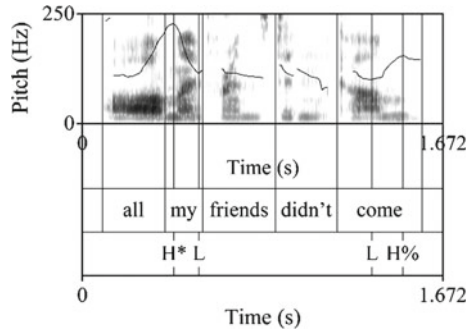 250
Pitch (Hz)
0
0 1.672
Time (s)
all my friends didn't come
H* L L H%
0 1.672
Time (s)